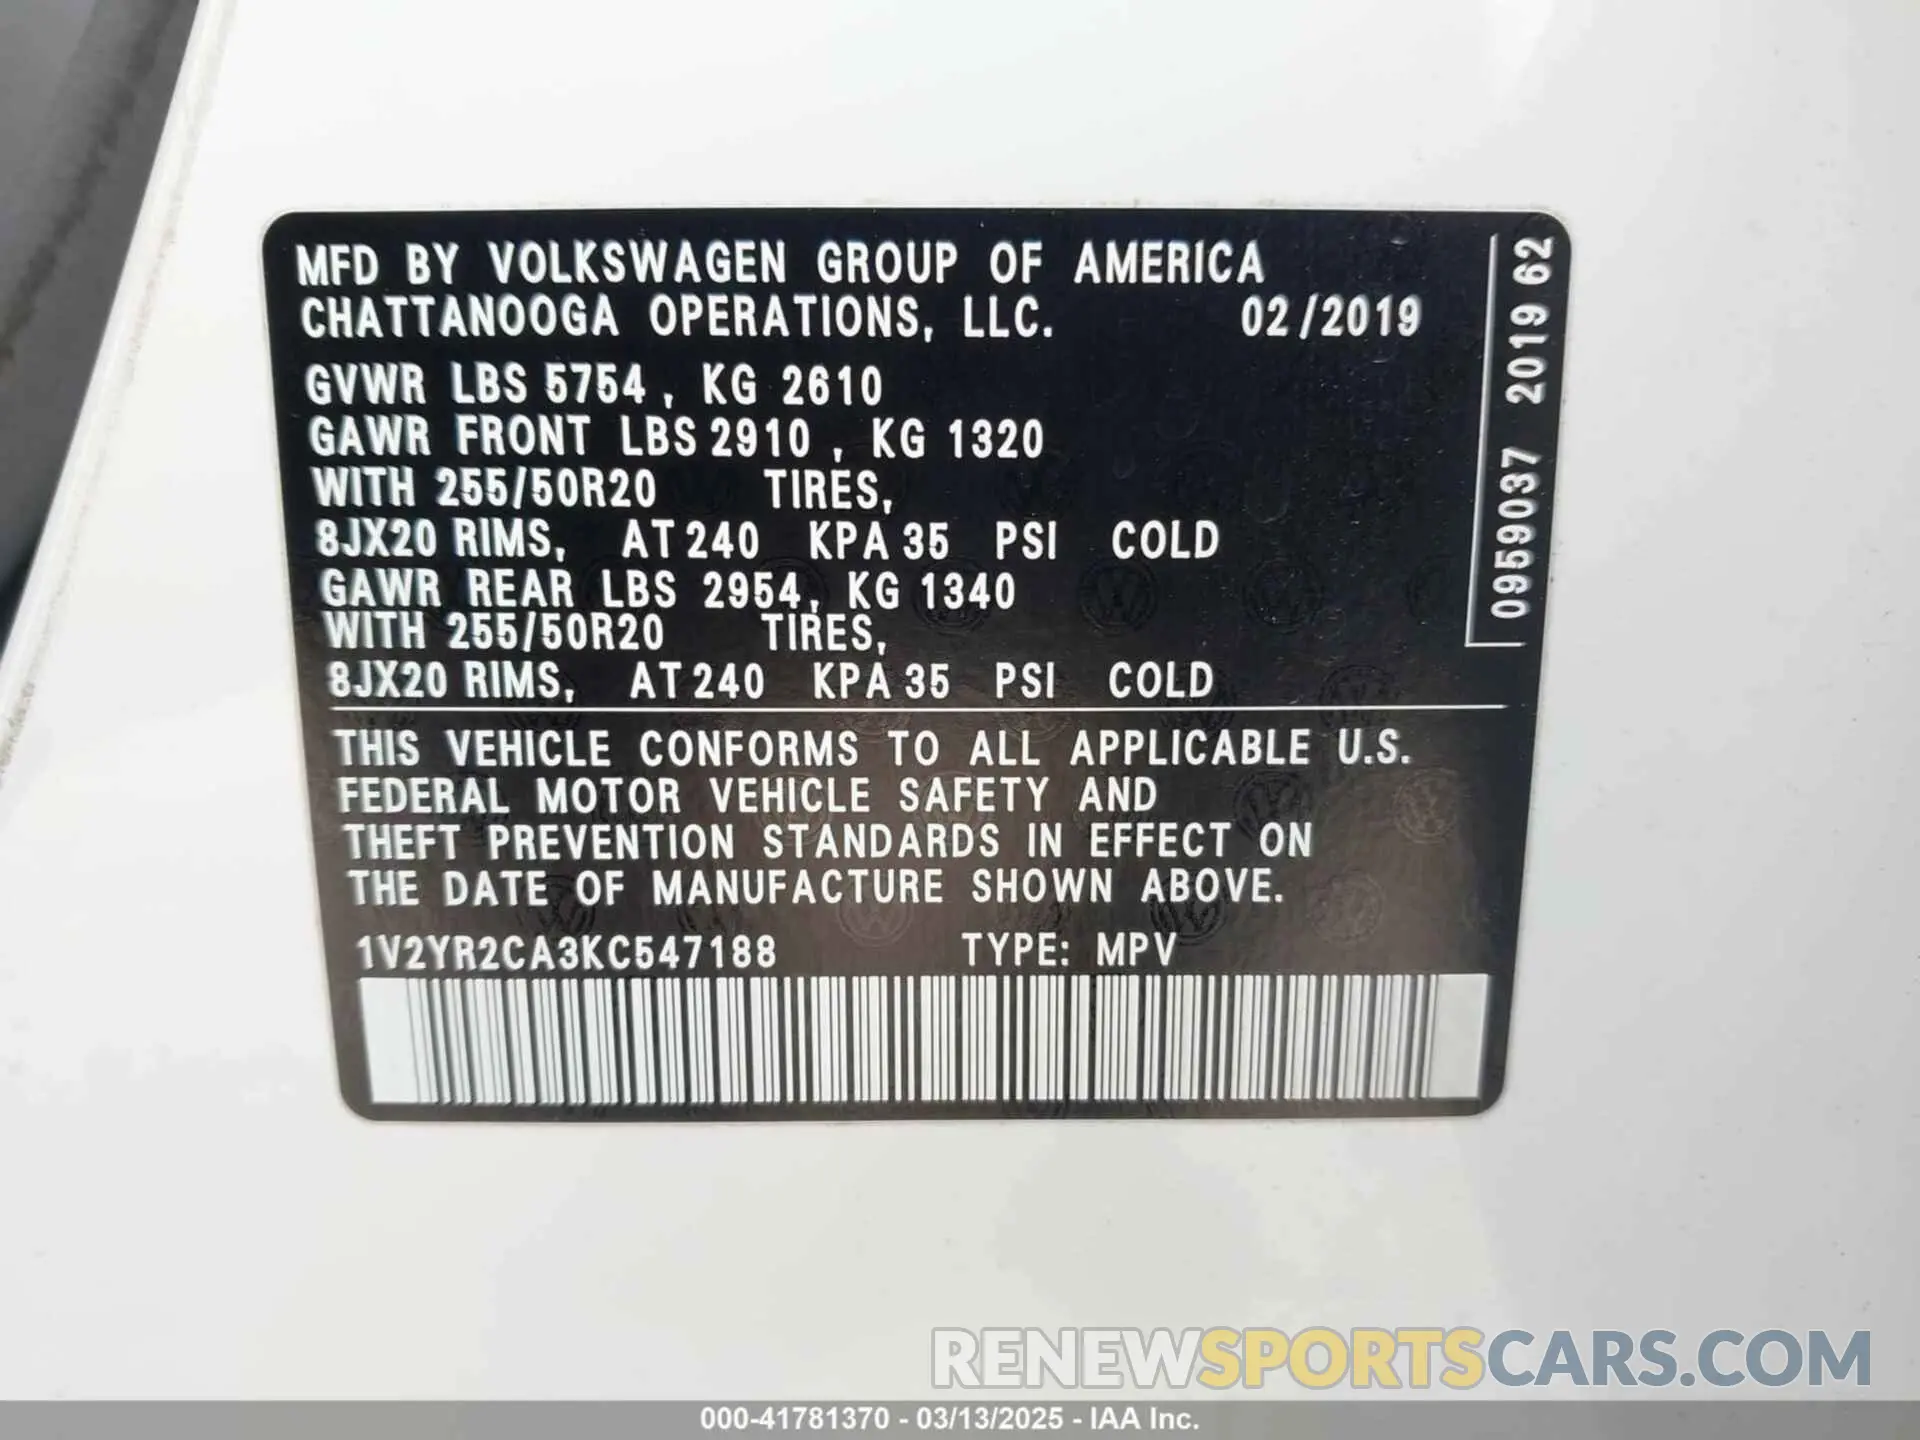 MFD BY VOLKSWAGEN GROUP OF AMERICA
CHATTANOOGA OPERATIONS, LLC. 02/2019
GVWR LBS 5754, KG 2610
GAWR FRONT LBS 2910, KG 1320
WITH 255/50R20 TIRES,
8JX20 RIMS, AT 240 KPA 35 PSI COLD
GAWR REAR LBS 2954, KG 1340
WITH 255/50R20 TIRES,
8JX20 RIMS, AT 240 KPA 35 PSI COLD
THIS VEHICLE CONFORMS TO ALL APPLICABLE U.S.
FEDERAL MOTOR VEHICLE SAFETY AND
THEFT PREVENTION STANDARDS IN EFFECT ON
THE DATE OF MANUFACTURE SHOWN ABOVE.
1V2YR2CA3KC547188 TYPE: MPV
0959037 2019 62
RENEWSPORTSCARS.COM
000-41781370 - 03/13/2025 - IAA Inc.